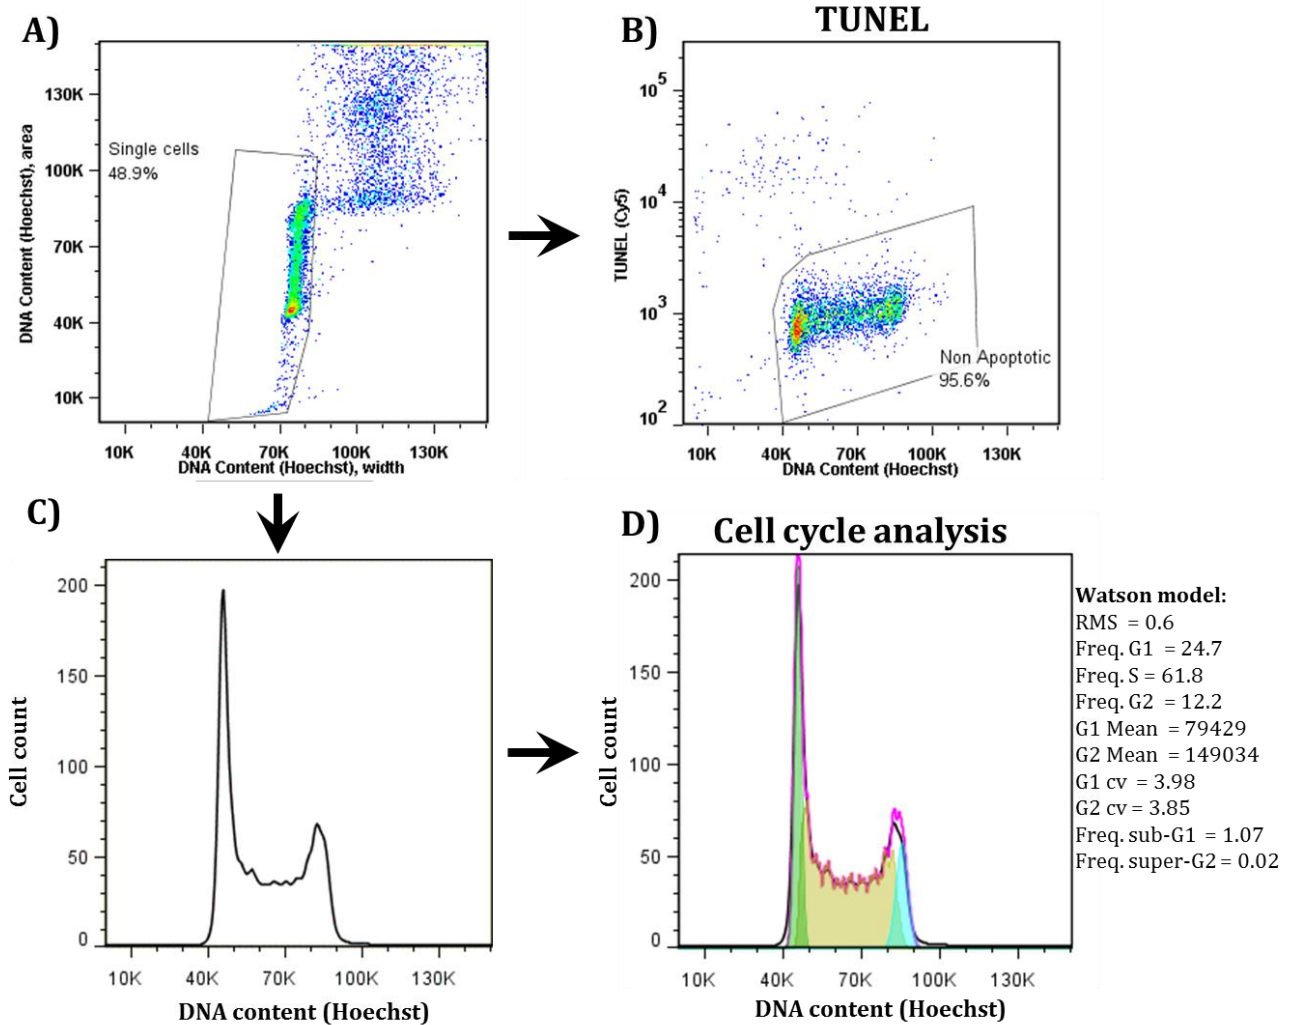 A)
130K
100K
70K
40K
10K
DNA Content (Hoechst), area
Single cells
48.9%
10K 40K 70K 100K 130K
DNA Content (Hoechst), width
B)
TUNEL
10^5
10^4
10^3
10^2
TUNEL (Cy5)
Non Apoptotic
95.6%
10K 40K 70K 100K 130K
DNA Content (Hoechst)
C)
200
150
100
50
0
Cell count
10K 40K 70K 100K 130K
DNA content (Hoechst)
D)
Cell cycle analysis
200
150
100
50
0
Cell count
10K 40K 70K 100K 130K
DNA content (Hoechst)
Watson model:
RMS = 0.6
Freq. G1 = 24.7
Freq. S = 61.8
Freq. G2 = 12.2
G1 Mean = 79429
G2 Mean = 149034
G1 cv = 3.98
G2 cv = 3.85
Freq. sub-G1 = 1.07
Freq. super-G2 = 0.02